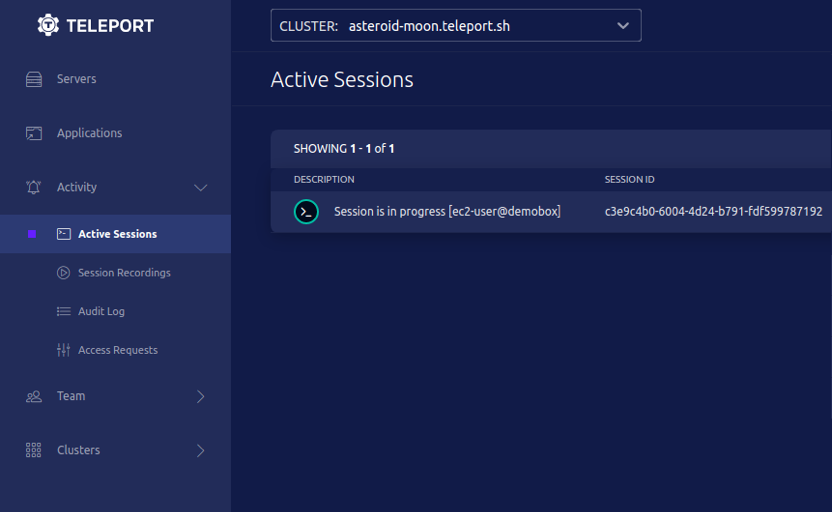 TELEPORT
CLUSTER: asteroid-moon.teleport.sh
Servers
Applications
Activity
Active Sessions
Session Recordings
Audit Log
Access Requests
Team
Clusters
Active Sessions
SHOWING 1 - 1 of 1
DESCRIPTION SESSION ID
Session is in progress [ec2-user@demobox] c3e9c4b0-6004-4d24-b791-fdf599787192